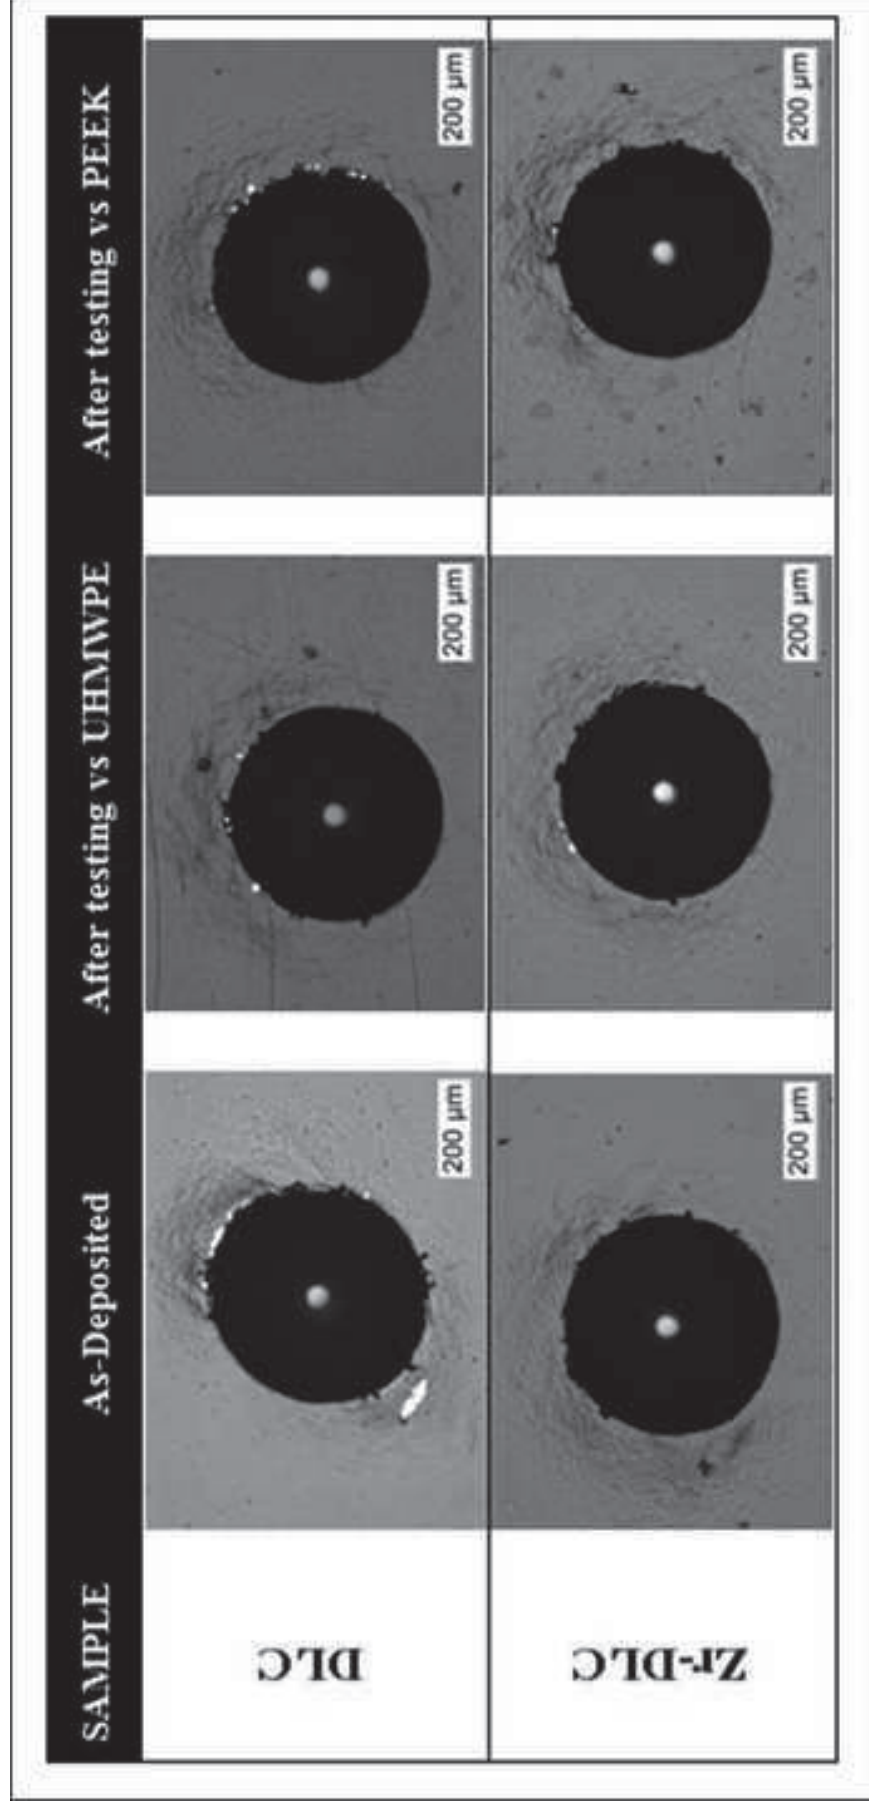 SAMPLE As-Deposited After testing vs UHMWPE After testing vs PEEK
DLC 200 µm 200 µm 200 µm
Zr-DLC 200 µm 200 µm 200 µm